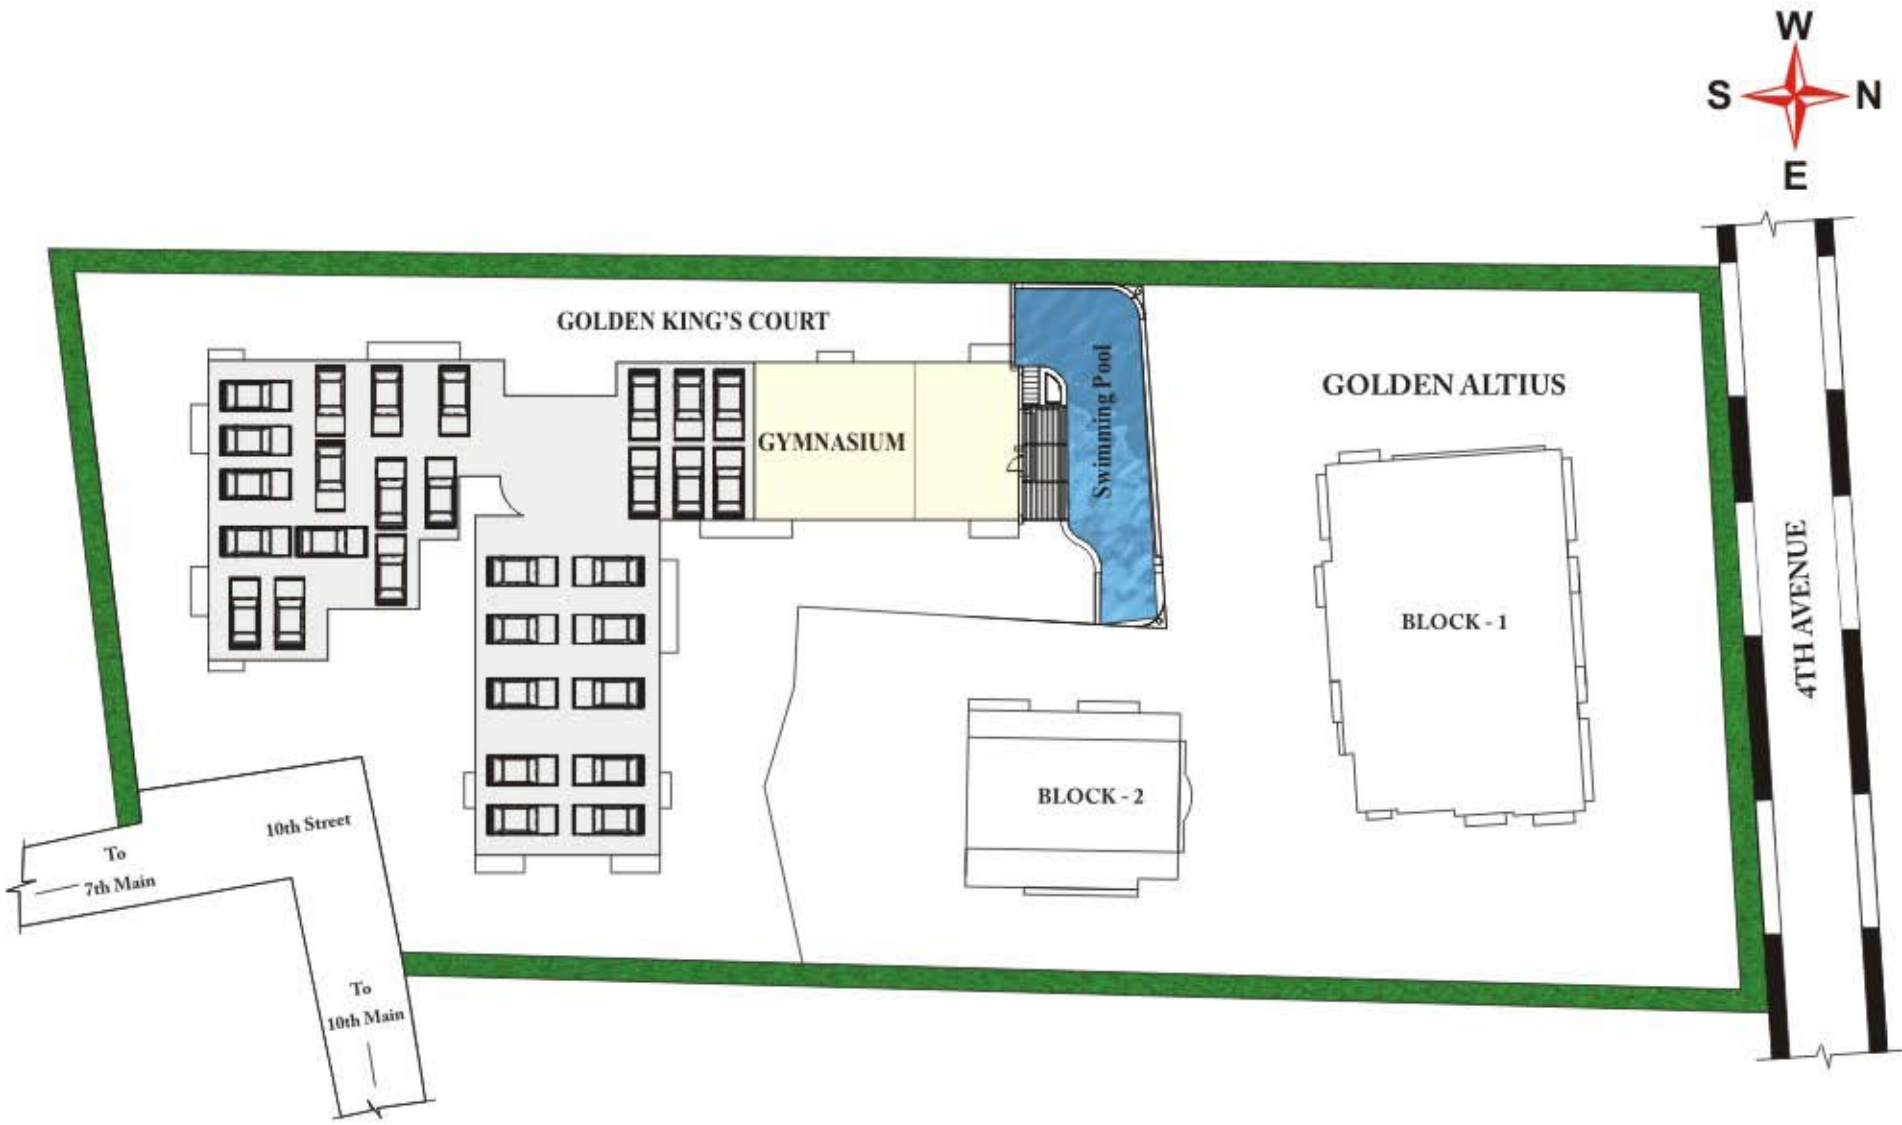 W
S N
E
GOLDEN KING'S COURT
GOLDEN ALTIUS
GYMNASIUM
Swimming Pool
BLOCK - 1
4TH AVENUE
BLOCK - 2
10th Street
To
7th Main
To
10th Main